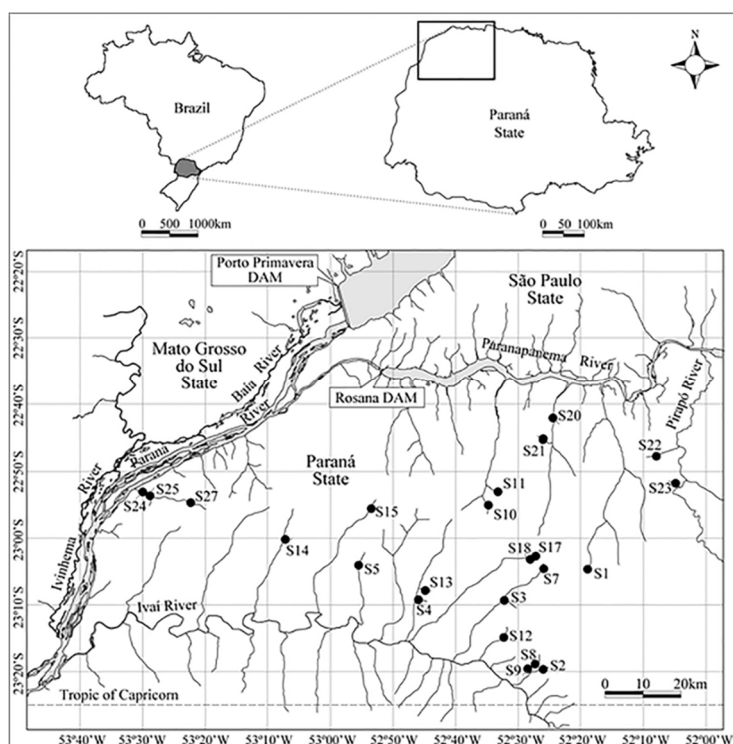 Brazil
0 500 1000km
Paraná
State
0 50 100km
N
22°20'S
22°30'S
22°40'S
22°50'S
23°00'S
23°10'S
23°20'S
Porto Primavera
DAM
São Paulo
State
Mato Grosso
do Sul
State
Baía River
Paranapanema River
Pirapó River
Rosana DAM
Parana River
Ivinhema River
Paraná
State
S20
S21
S22
S23
S11
S10
S25
S24
S27
S15
S14
S5
S13
S4
S18
S17
S7
S1
S3
S12
S8
S9
S2
Ivaí River
Tropic of Capricorn
0 10 20km
53°40'W 53°20'W 53°10'W 53°00'W 52°50'W 52°40'W 52°30'W 52°20'W 52°10'W 52°00'W